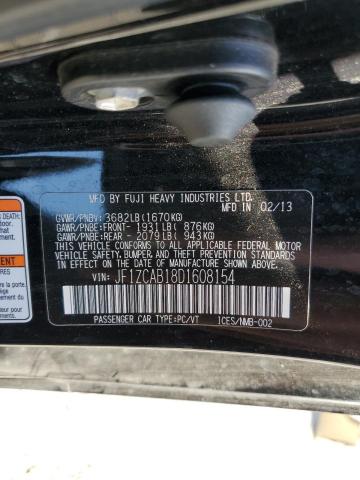 MFD BY FUJI HEAVY INDUSTRIES LTD. IN 02/13
GVWR/PNBV: 3682LB(1670KG)
GAWR/PNBE:FRONT- 1931LB( 876KG)
GAWR/PNBE:REAR - 2079LB( 943KG)
THIS VEHICLE CONFORMS TO ALL APPLICABLE FEDERAL MOTOR
VEHICLE SAFETY, BUMPER, AND THEFT PREVENTION STANDARDS
IN EFFECT ON THE DATE OF MANUFACTURE SHOWN ABOVE.
VIN: JF1ZCAB18D1608154
PASSENGER CAR TYPE:PC/VT ICES/NMB-002
DEATH:
door.